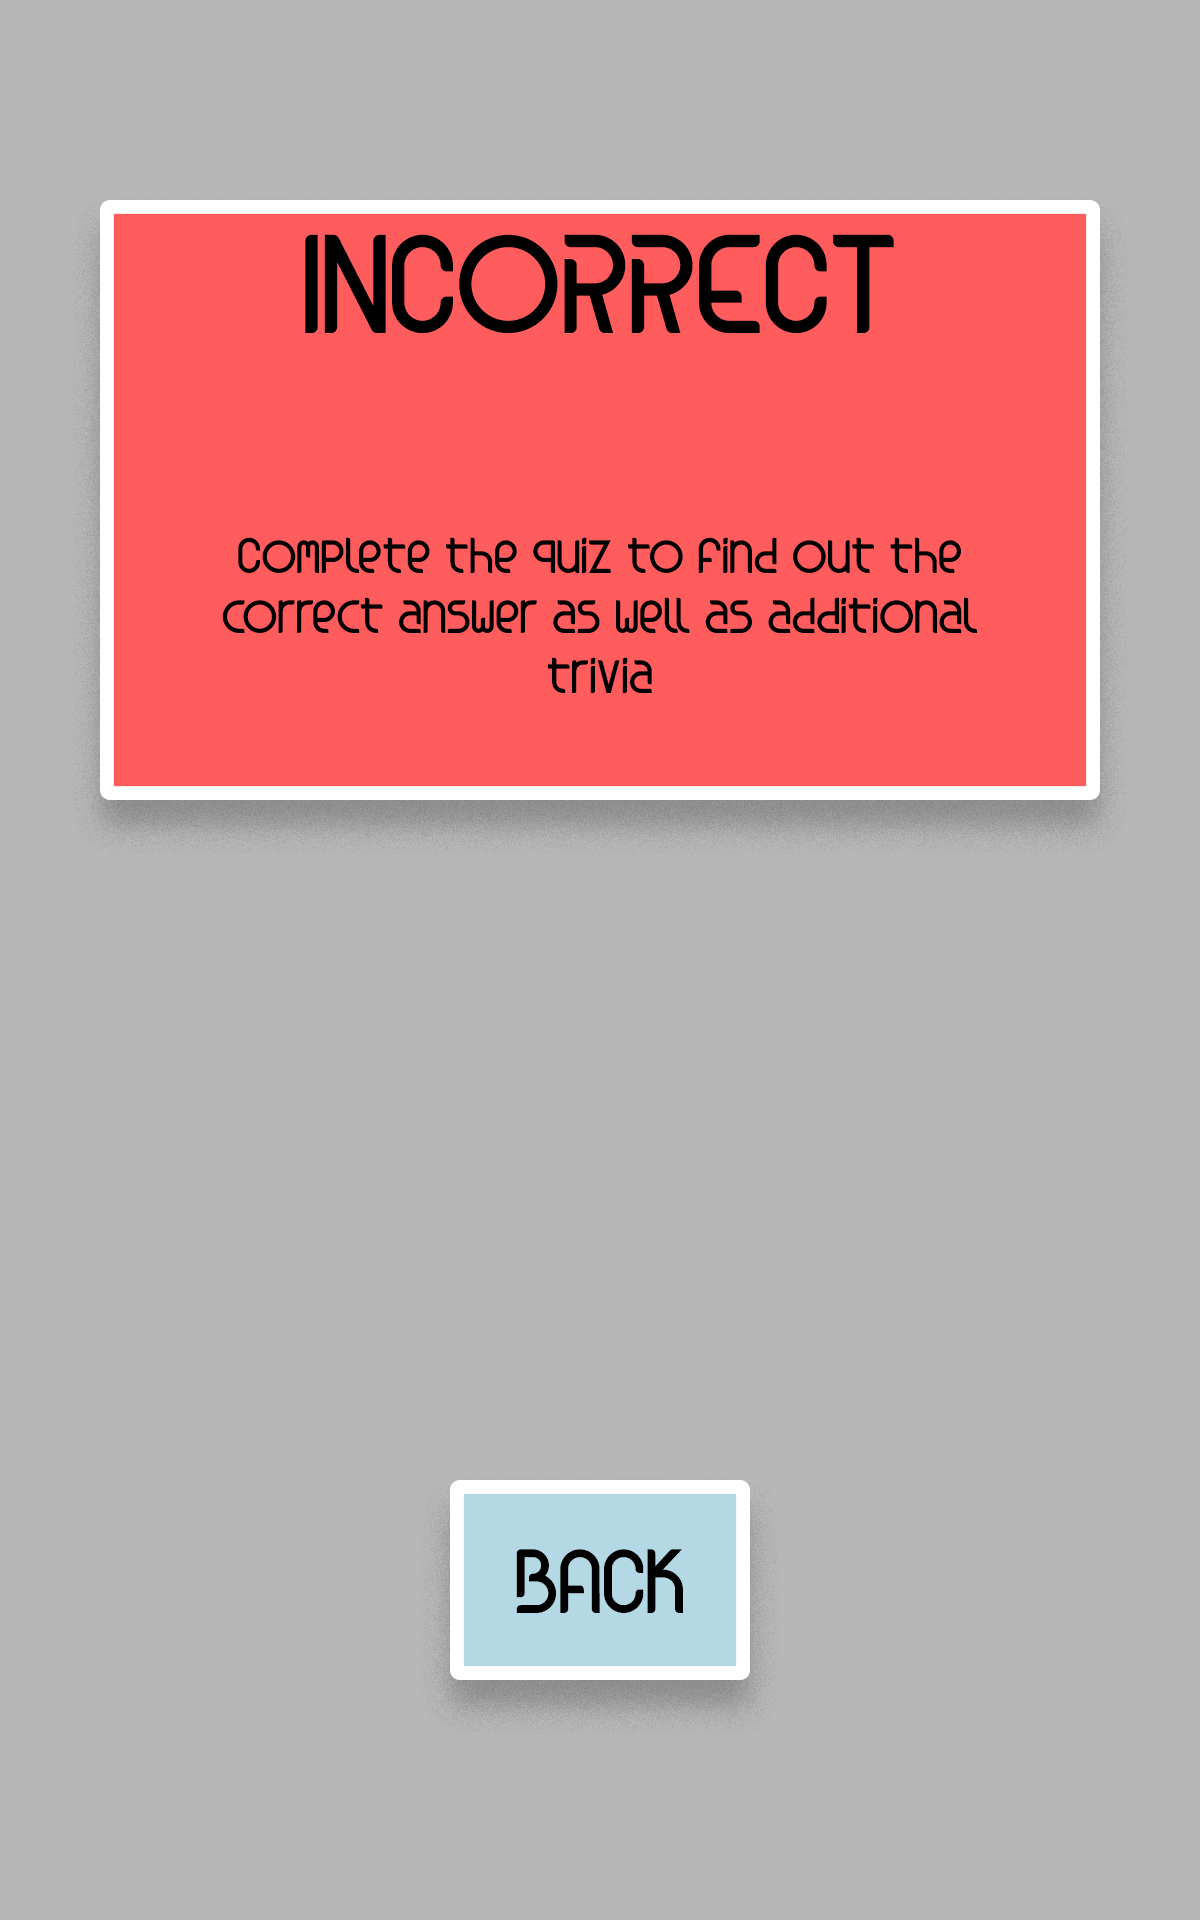 INCORRECT
Complete the quiz to find out the
correct answer as well as additional
trivia
BACK